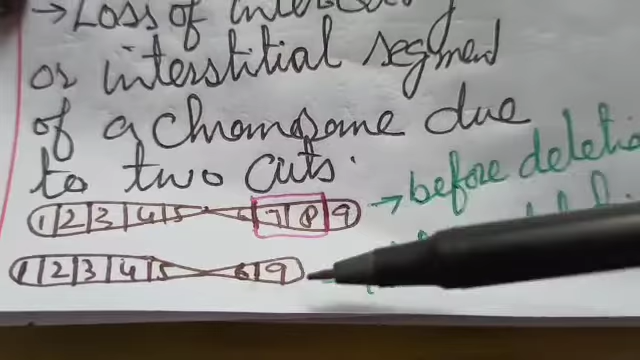 → Loss of
or interstitial segment
of a chromosome due
to two cuts.
1 2 3 4 5 6 7 8 9 → before
1 2 3 4 5 6 9